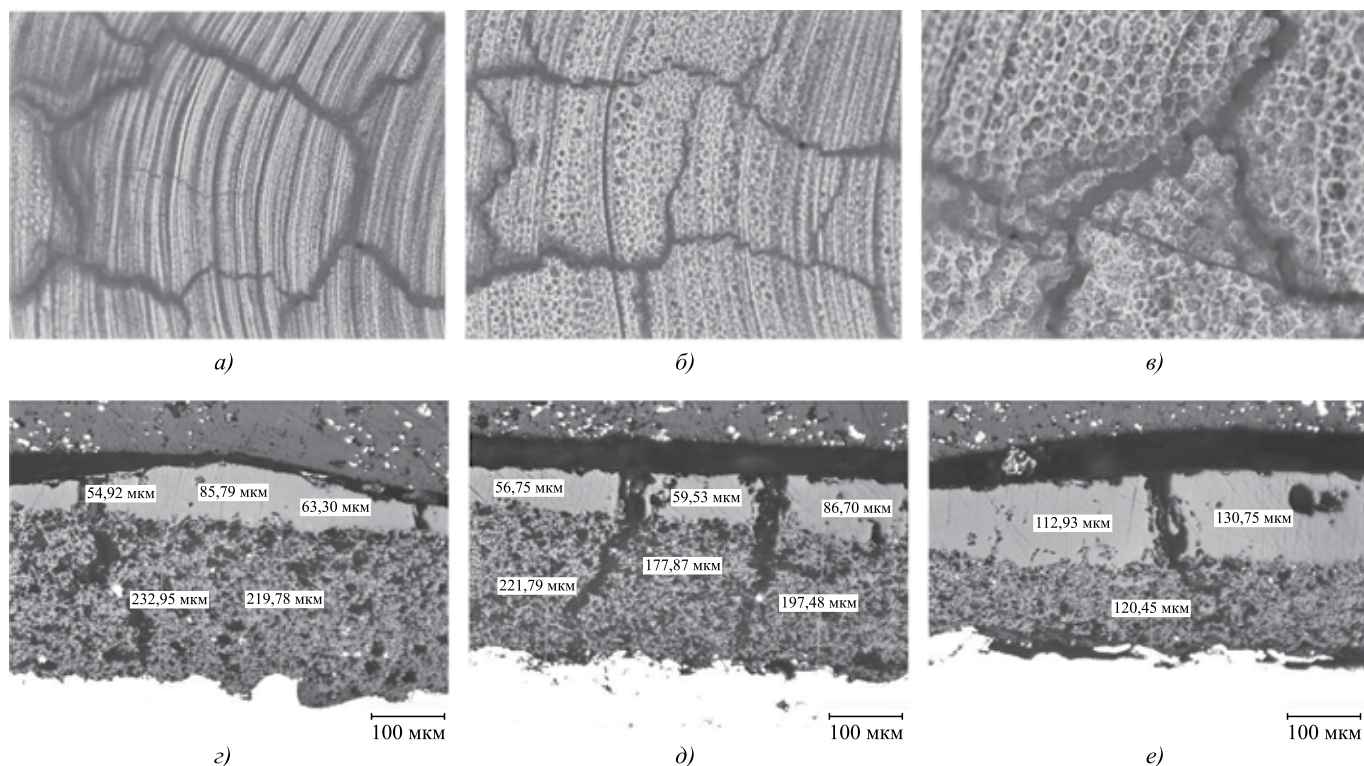 а)
б)
в)
54,92 мкм
85,79 мкм
63,30 мкм
232,95 мкм
219,78 мкм
100 мкм
г)
56,75 мкм
59,53 мкм
86,70 мкм
177,87 мкм
221,79 мкм
197,48 мкм
100 мкм
д)
112,93 мкм
130,75 мкм
120,45 мкм
100 мкм
е)